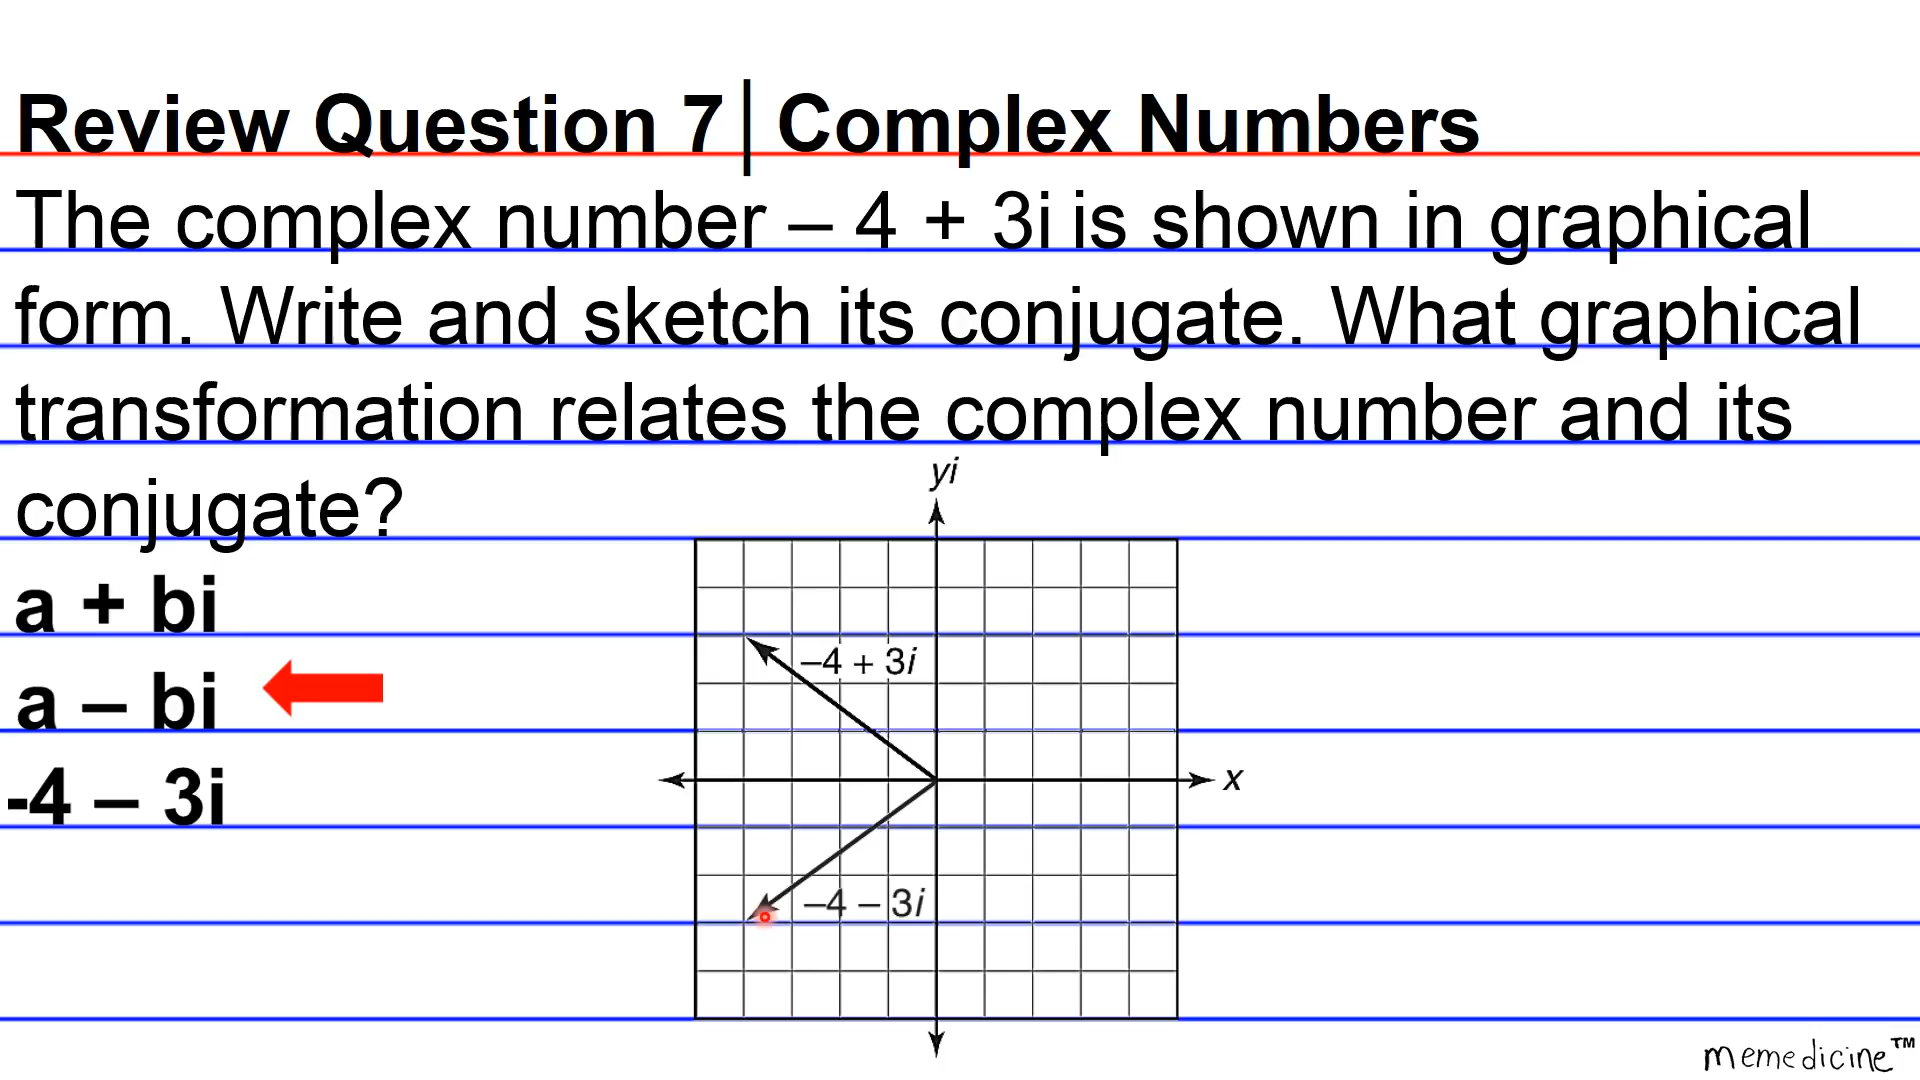 Review Question 7│Complex Numbers
The complex number – 4 + 3i is shown in graphical
form. Write and sketch its conjugate. What graphical
transformation relates the complex number and its
conjugate?
yi
a + bi
–4 + 3i
a – bi
x
-4 – 3i
–4 – 3i
memedicine™